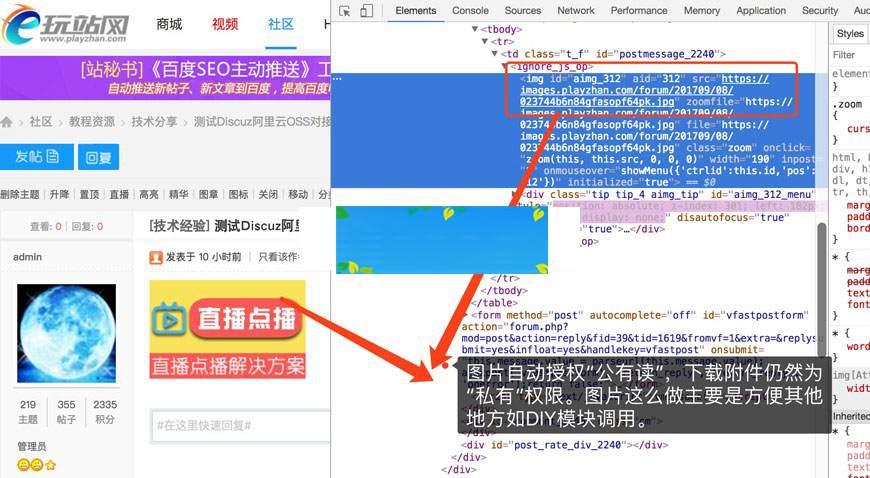 玩站网
www.playzhan.com
商城
视频
社区
[站秘书]《百度SEO主动推送》工
自动推送新帖子、新文章到百度，提高百度收
社区 › 教程资源 › 技术分享 › 测试Discuz阿里云OSS对接
发帖
回复
删除主题 | 升降 | 置顶 | 直播 | 高亮 | 精华 | 图章 | 图标 | 关闭 | 移动 | 分类
查看: 0 | 回复: 0
[技术经验] 测试Discuz阿里
admin
发表于 10 小时前 | 只看该作
直播点播
直播点播解决方案
219 355 2335
主题 帖子 积分
管理员
#在这里快速回复#
Elements Console Sources Network Performance Memory Application Security Au
<tbody>
<tr>
<td class="t_f" id="postmessage_2240">
<ignore_js_op>
<img id="aimg_312" aid="312" src="https://
images.playzhan.com/forum/201709/08/
023744b6n84gfasopf64pk.jpg" zoomfile="https://
images.playzhan.com/forum/201709/08/
023744b6n84gfasopf64pk.jpg" file="https://
images.playzhan.com/forum/201709/08/
023744b6n84gfasopf64pk.jpg" class="zoom" onclick=
"zoom(this, this.src, 0, 0, 0)" width="190" inpost=
" onmouseover="showMenu({'ctrlid':this.id,'pos':
12'})" initialized="true"> == $0
<div class="tip tip_4 aimg_tip" id="aimg_312_menu"
style="position: absolute; z-index: 301; left: 182p
display: none;" disautofocus="true"
="true">…</div>
_op>
</tr>
</tbody>
</table>
<form method="post" autocomplete="off" id="vfastpostform"
action="forum.php?
mod=post&action=reply&fid=39&tid=1619&fromvf=1&extra=&replysu
bmit=yes&infloat=yes&handlekey=vfastpost" onsubmit=
"this.message.value = parseurl(this.message.value);
图片自动授权“公有读”，下载附件仍然为
“私有“权限。图片这么做主要是方便其他
地方如DIY模块调用。
</div>
<div id="post_rate_div_2240"></div>
</div>
Styles
Filter
element
}
.zoom
{
curs
}
html, b
div, h1
marg
padd
bord
}
* {
marg
padd
text
font
}
* {
word
}
img[Att
Inherited
* {
word
}